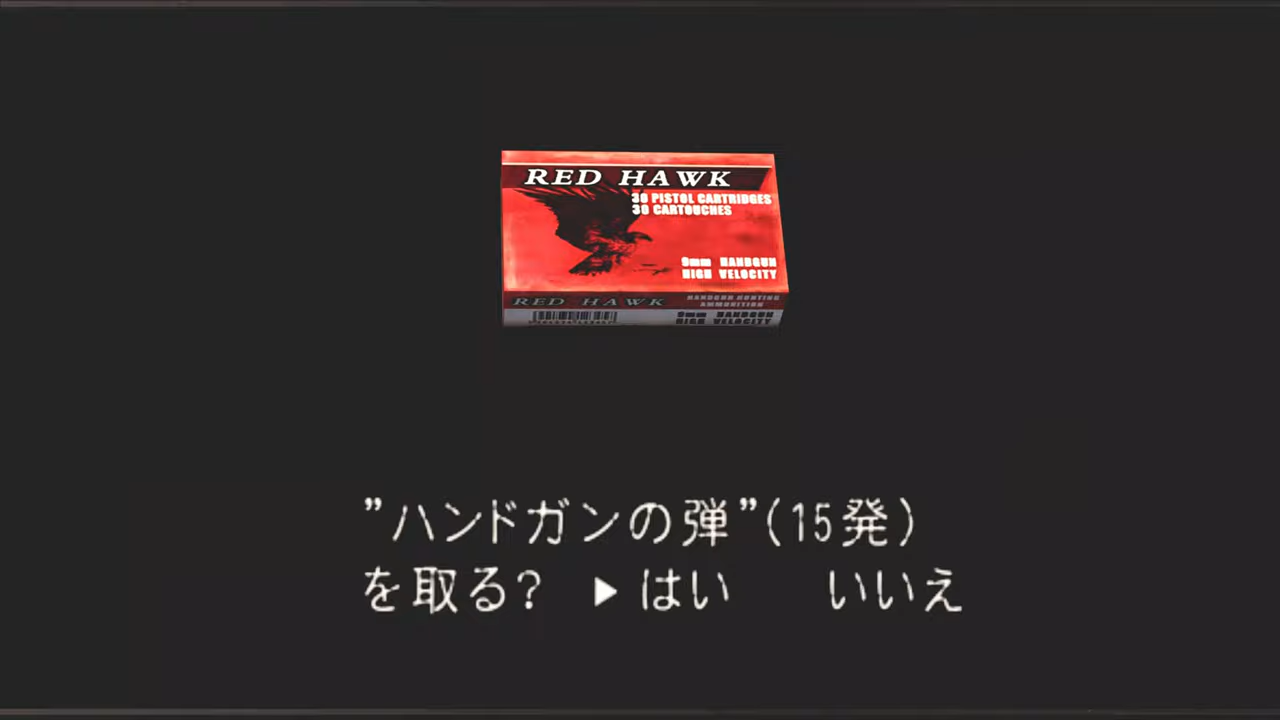 RED HAWK
30 PISTOL CARTRIDGES
30 CARTOUCHES
9mm HANDGUN
HIGH VELOCITY
RED HAWK
HANDGUN HUNTING
AMMUNITION
9mm HANDGUN
HIGH VELOCITY
”ハンドガンの弾”(15発)
を取る? ▶はい いいえ